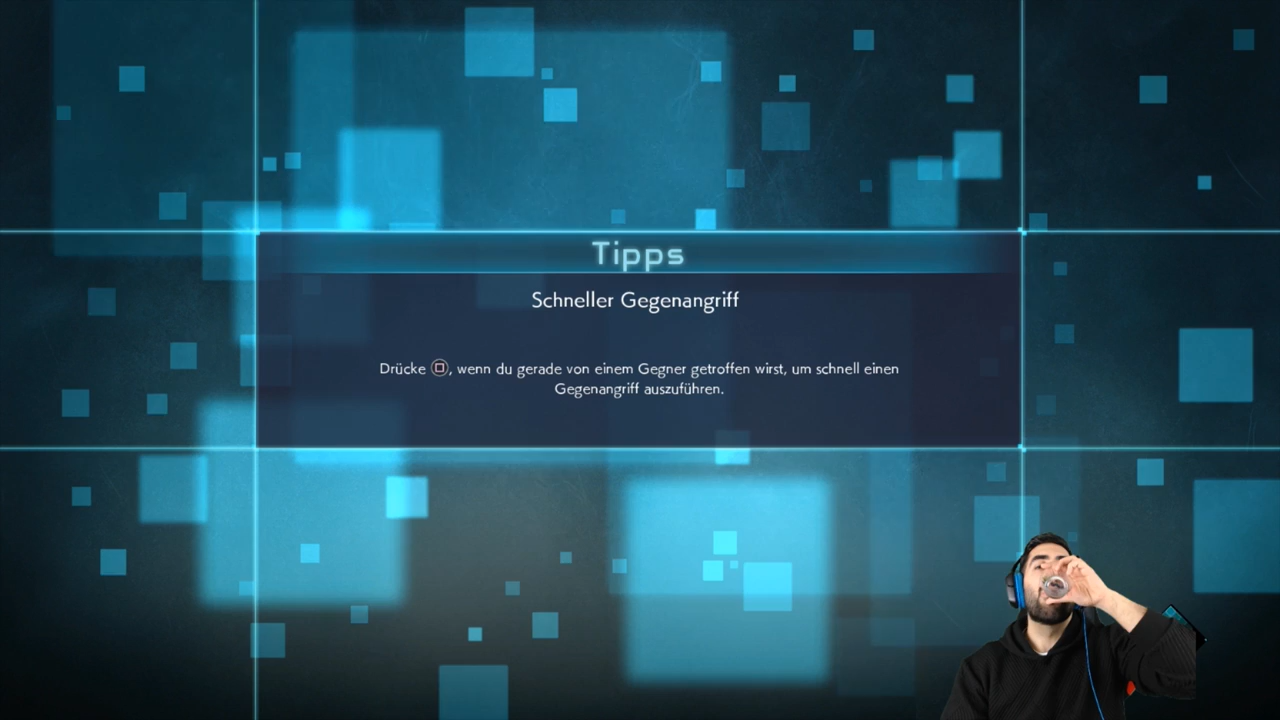 Tipps
Schneller Gegenangriff
Drücke , wenn du gerade von einem Gegner getroffen wirst, um schnell einen
Gegenangriff auszuführen.